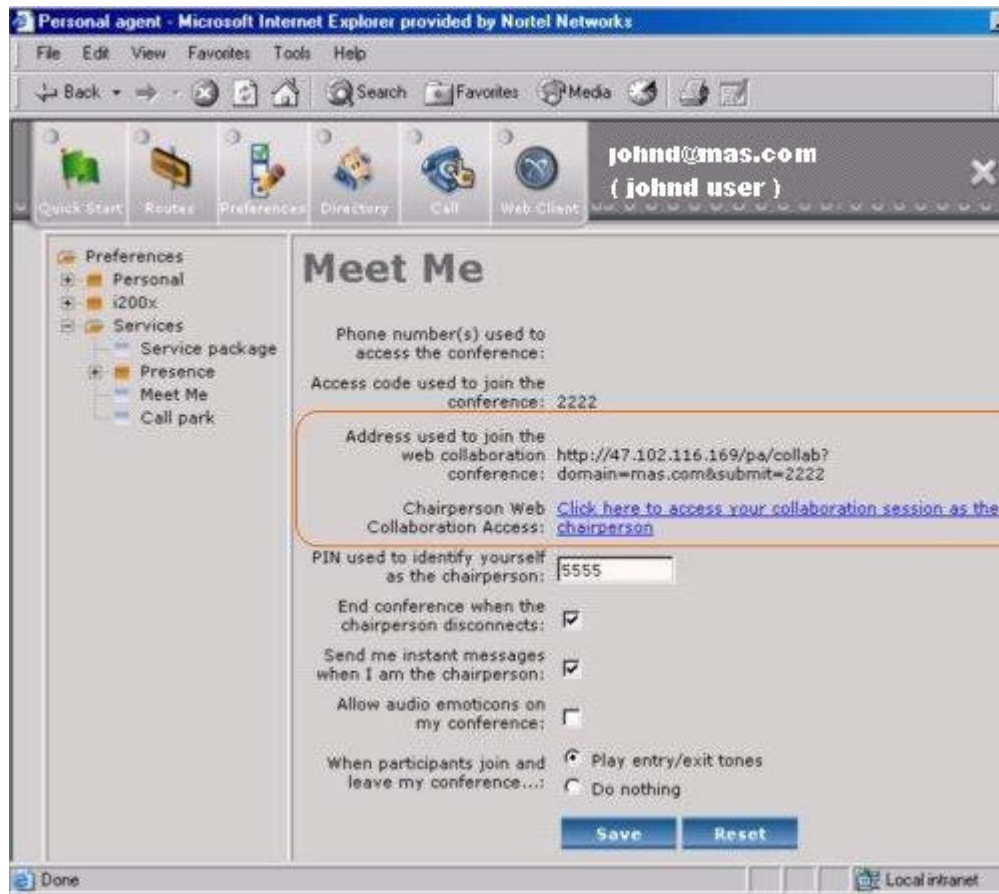 Personal agent - Microsoft Internet Explorer provided by Nortel Networks
File Edit View Favorites Tools Help
Back Search Favorites Media
johnd@mas.com
( johnd user )
Quick Start Routes Preferences Directory Call Web Client
Preferences
Personal
i200x
Services
Service package
Presence
Meet Me
Call park
Meet Me
Phone number(s) used to
access the conference:
Access code used to join the
conference: 2222
Address used to join the
web collaboration http://47.102.116.169/pa/collab?
conference: domain=mas.com&submit=2222
Chairperson Web Click here to access your collaboration session as the
Collaboration Access: chairperson
PIN used to identify yourself
as the chairperson: 5555
End conference when the
chairperson disconnects:
Send me instant messages
when I am the chairperson:
Allow audio emoticons on
my conference:
When participants join and Play entry/exit tones
leave my conference...: Do nothing
Save Reset
Done Local intranet